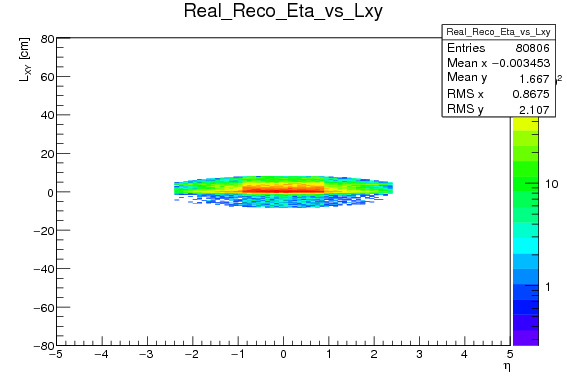 Real_Reco_Eta_vs_Lxy
Real_Reco_Eta_vs_Lxy
Entries 80806
Mean x −0.003453
Mean y 1.667
RMS x 0.8675
RMS y 2.107
L_XY [cm]
80
60
40
20
0
−20
−40
−60
−80
−5 −4 −3 −2 −1 0 1 2 3 4 5
η
10
1